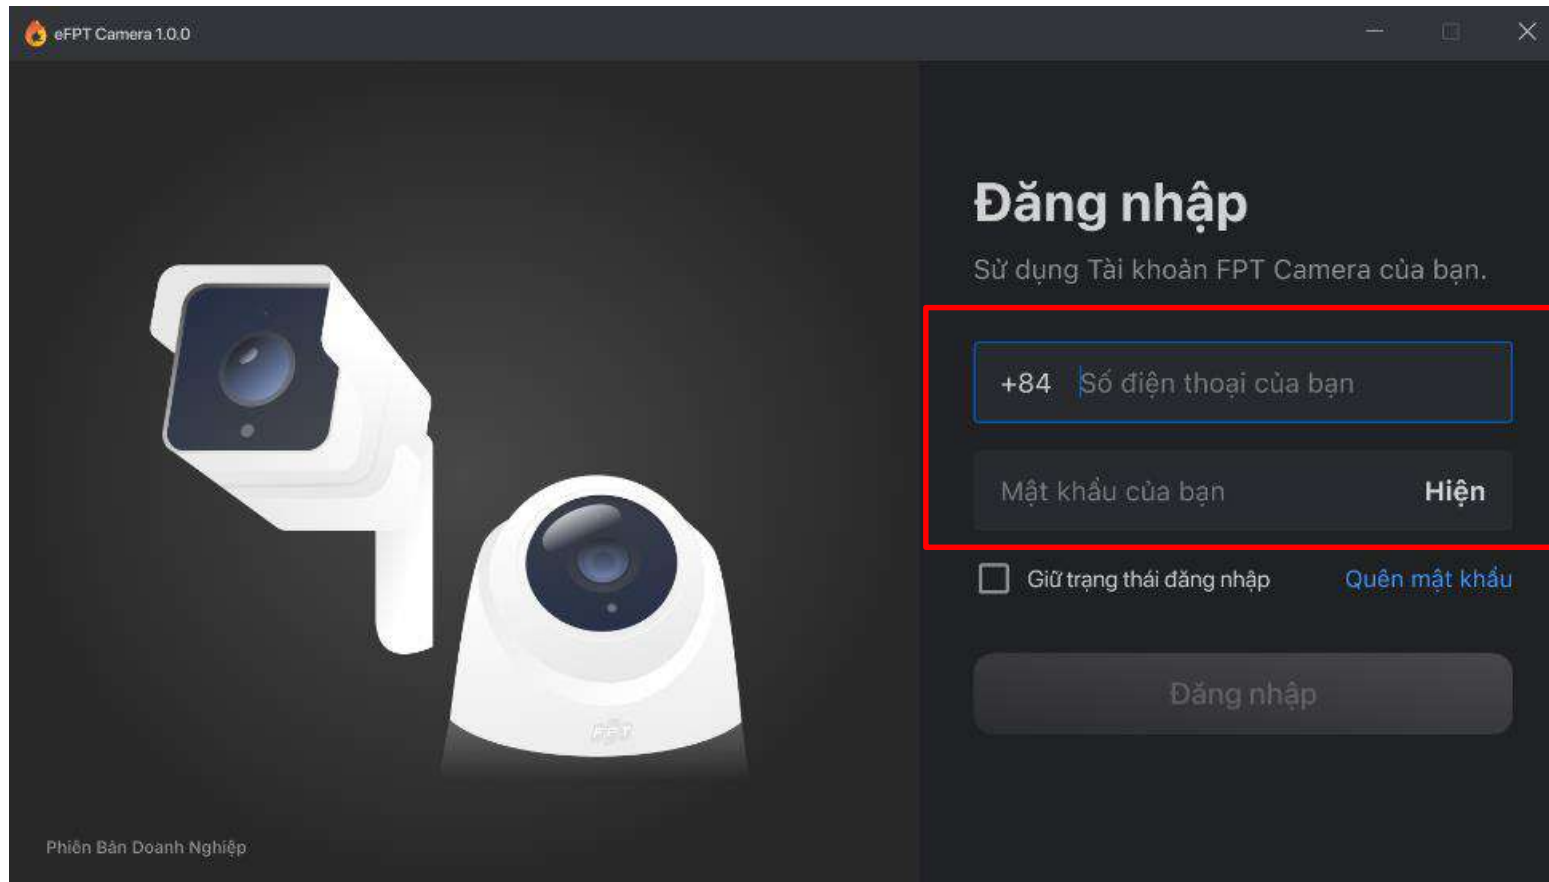 eFPT Camera 1.0.0
Đăng nhập
Sử dụng Tài khoản FPT Camera của bạn.
+84 Số điện thoại của bạn
Mật khẩu của bạn Hiện
Giữ trạng thái đăng nhập Quên mật khẩu
Đăng nhập
FPT
Phiên Bản Doanh Nghiệp